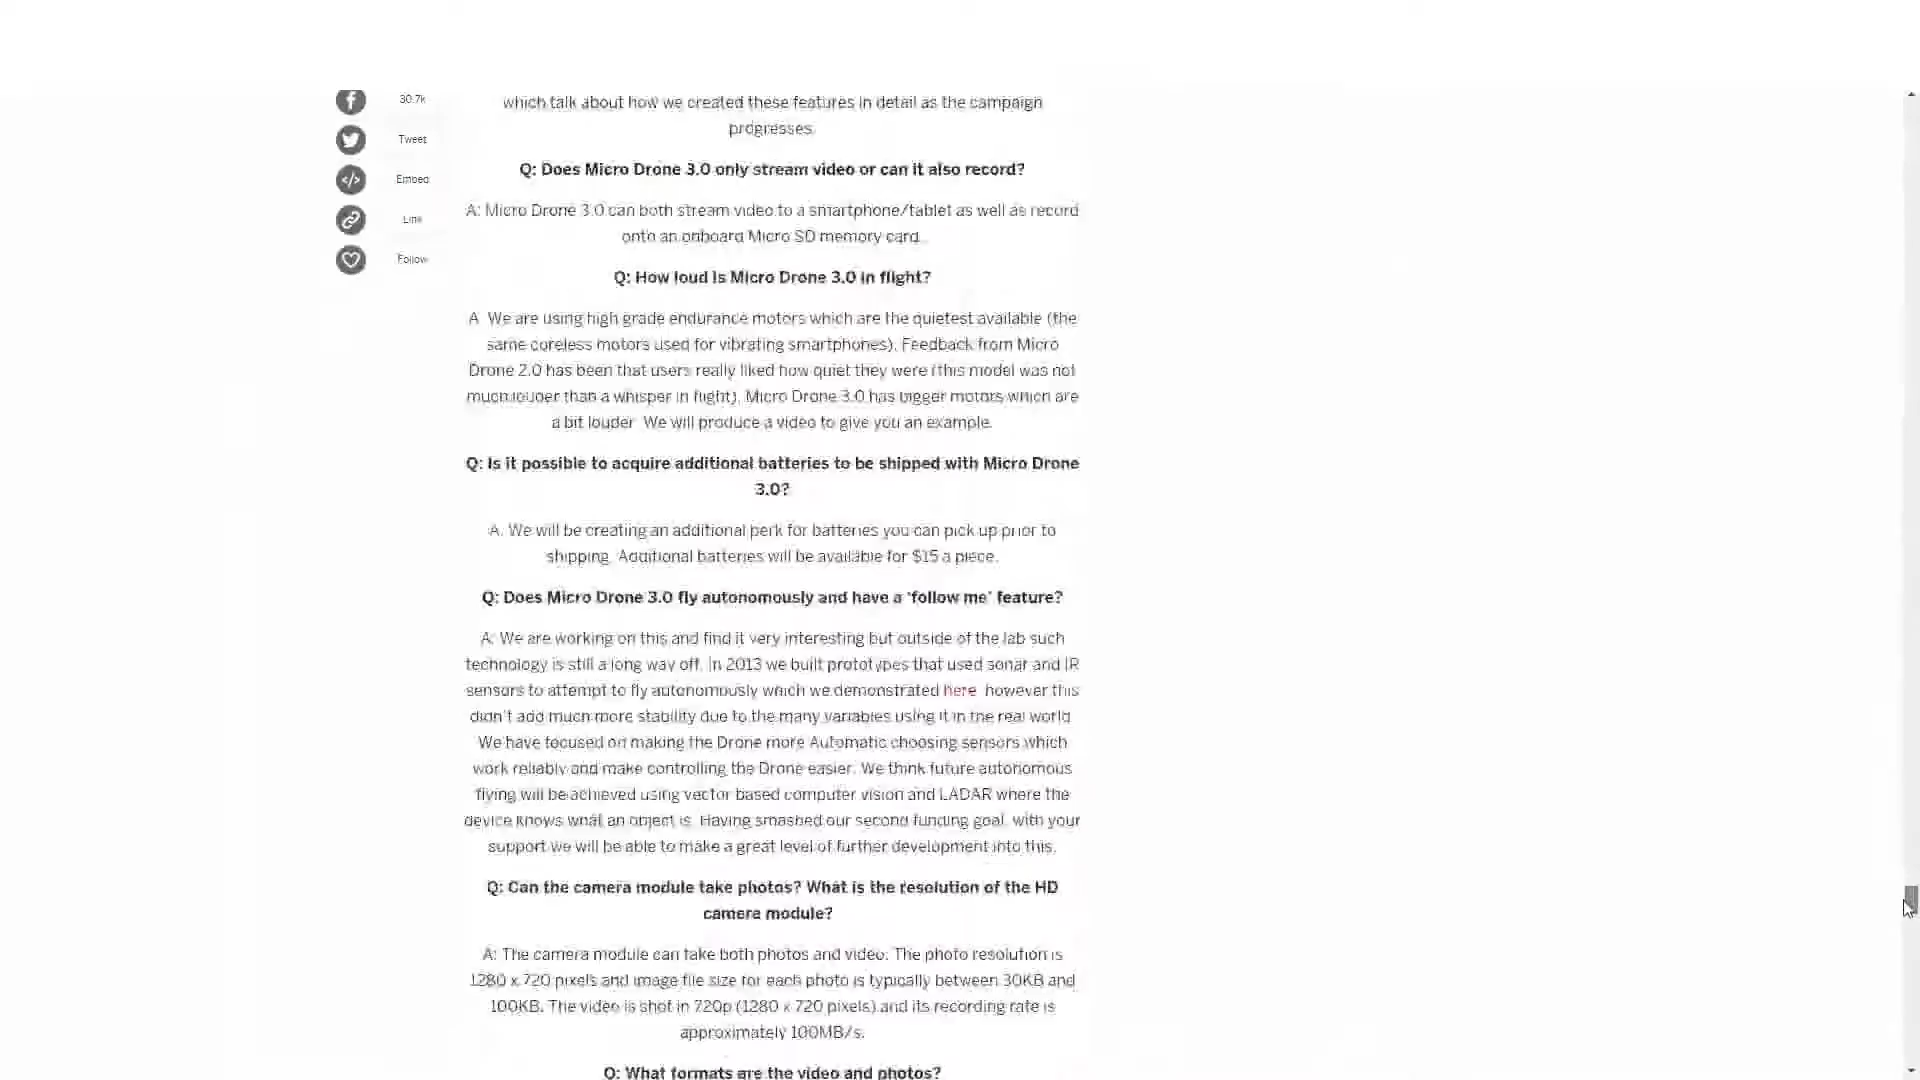 30.7k
Tweet
Embed
Link
Follow
which talk about how we created these features in detail as the campaign
progresses.
Q: Does Micro Drone 3.0 only stream video or can it also record?
A: Micro Drone 3.0 can both stream video to a smartphone/tablet as well as record
onto an onboard Micro SD memory card.
Q: How loud is Micro Drone 3.0 in flight?
A: We are using high grade endurance motors which are the quietest available (the
same coreless motors used for vibrating smartphones). Feedback from Micro
Drone 2.0 has been that users really liked how quiet they were (this model was not
much louder than a whisper in flight). Micro Drone 3.0 has bigger motors which are
a bit louder. We will produce a video to give you an example.
Q: Is it possible to acquire additional batteries to be shipped with Micro Drone
3.0?
A: We will be creating an additional perk for batteries you can pick up prior to
shipping. Additional batteries will be available for $15 a piece.
Q: Does Micro Drone 3.0 fly autonomously and have a 'follow me' feature?
A: We are working on this and find it very interesting but outside of the lab such
technology is still a long way off. In 2013 we built prototypes that used sonar and IR
sensors to attempt to fly autonomously which we demonstrated here, however this
didn't add much more stability due to the many variables using it in the real world.
We have focused on making the Drone more Automatic choosing sensors which
work reliably and make controlling the Drone easier. We think future autonomous
flying will be achieved using vector based computer vision and LADAR where the
device knows what an object is. Having smashed our second funding goal, with your
support we will be able to make a great level of further development into this.
Q: Can the camera module take photos? What is the resolution of the HD
camera module?
A: The camera module can take both photos and video. The photo resolution is
1280 x 720 pixels and image file size for each photo is typically between 30KB and
100KB. The video is shot in 720p (1280 x 720 pixels) and its recording rate is
approximately 100MB/s.
Q: What formats are the video and photos?